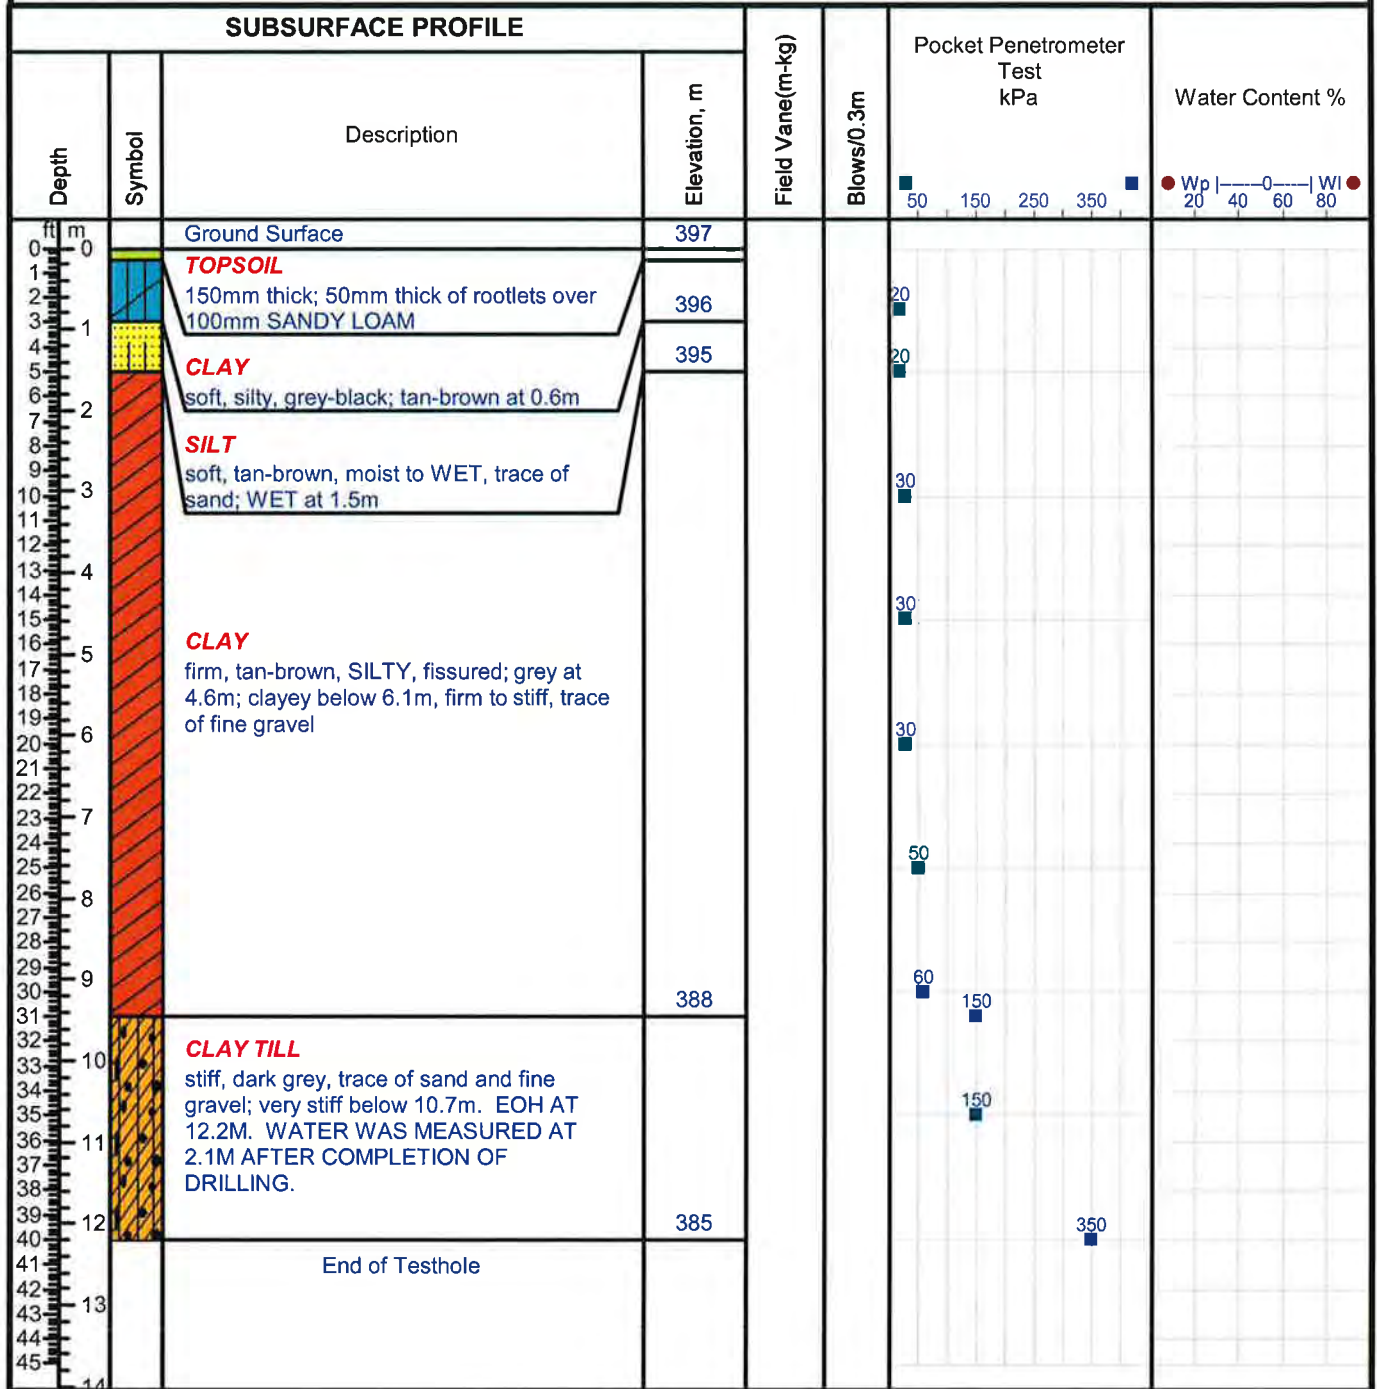 SUBSURFACE PROFILE
Depth
Symbol
Description
Elevation, m
Field Vane(m-kg)
Blows/0.3m
Pocket Penetrometer
Test
kPa
50 150 250 350
Water Content %
Wp |-------0-----| Wl
20 40 60 80
ft m
0 0
1
2
3
1
4
5
6
2
7
8
9
10 3
11
12
13 4
14
15
16
5
17
18
19
20 6
21
22
23 7
24
25
26
8
27
28
29
9
30
31
32
33 10
34
35
36 11
37
38
39
12
40
41
42
13
43
44
45
14
Ground Surface 397
TOPSOIL
150mm thick; 50mm thick of rootlets over
100mm SANDY LOAM
396
CLAY
soft, silty, grey-black; tan-brown at 0.6m
395
SILT
soft, tan-brown, moist to WET, trace of
sand; WET at 1.5m
CLAY
firm, tan-brown, SILTY, fissured; grey at
4.6m; clayey below 6.1m, firm to stiff, trace
of fine gravel
388
CLAY TILL
stiff, dark grey, trace of sand and fine
gravel; very stiff below 10.7m. EOH AT
12.2M. WATER WAS MEASURED AT
2.1M AFTER COMPLETION OF
DRILLING.
385
End of Testhole
20
20
30
30
30
50
60
150
150
350